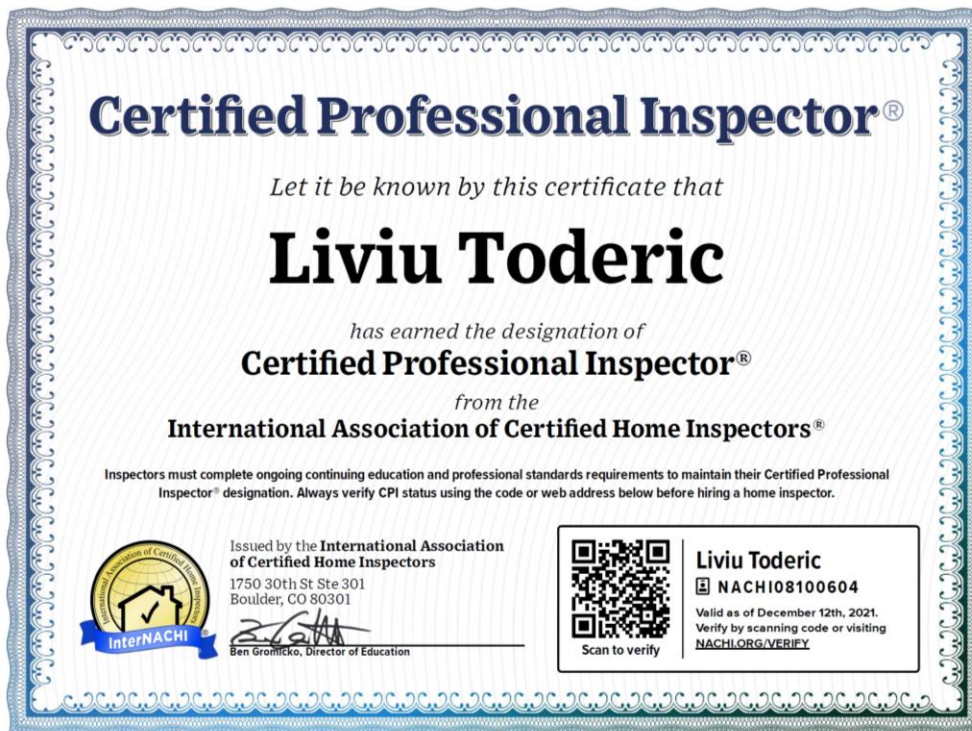 Certified Professional Inspector®
Let it be known by this certificate that
Liviu Toderic
has earned the designation of
Certified Professional Inspector®
from the
International Association of Certified Home Inspectors®
Inspectors must complete ongoing continuing education and professional standards requirements to maintain their Certified Professional
Inspector® designation. Always verify CPI status using the code or web address below before hiring a home inspector.
International Association of Certified Home Inspectors
InterNACHI®
Issued by the International Association
of Certified Home Inspectors
1750 30th St Ste 301
Boulder, CO 80301
Ben Gromicko, Director of Education
Scan to verify
Liviu Toderic
NACHI08100604
Valid as of December 12th, 2021.
Verify by scanning code or visiting
NACHI.ORG/VERIFY